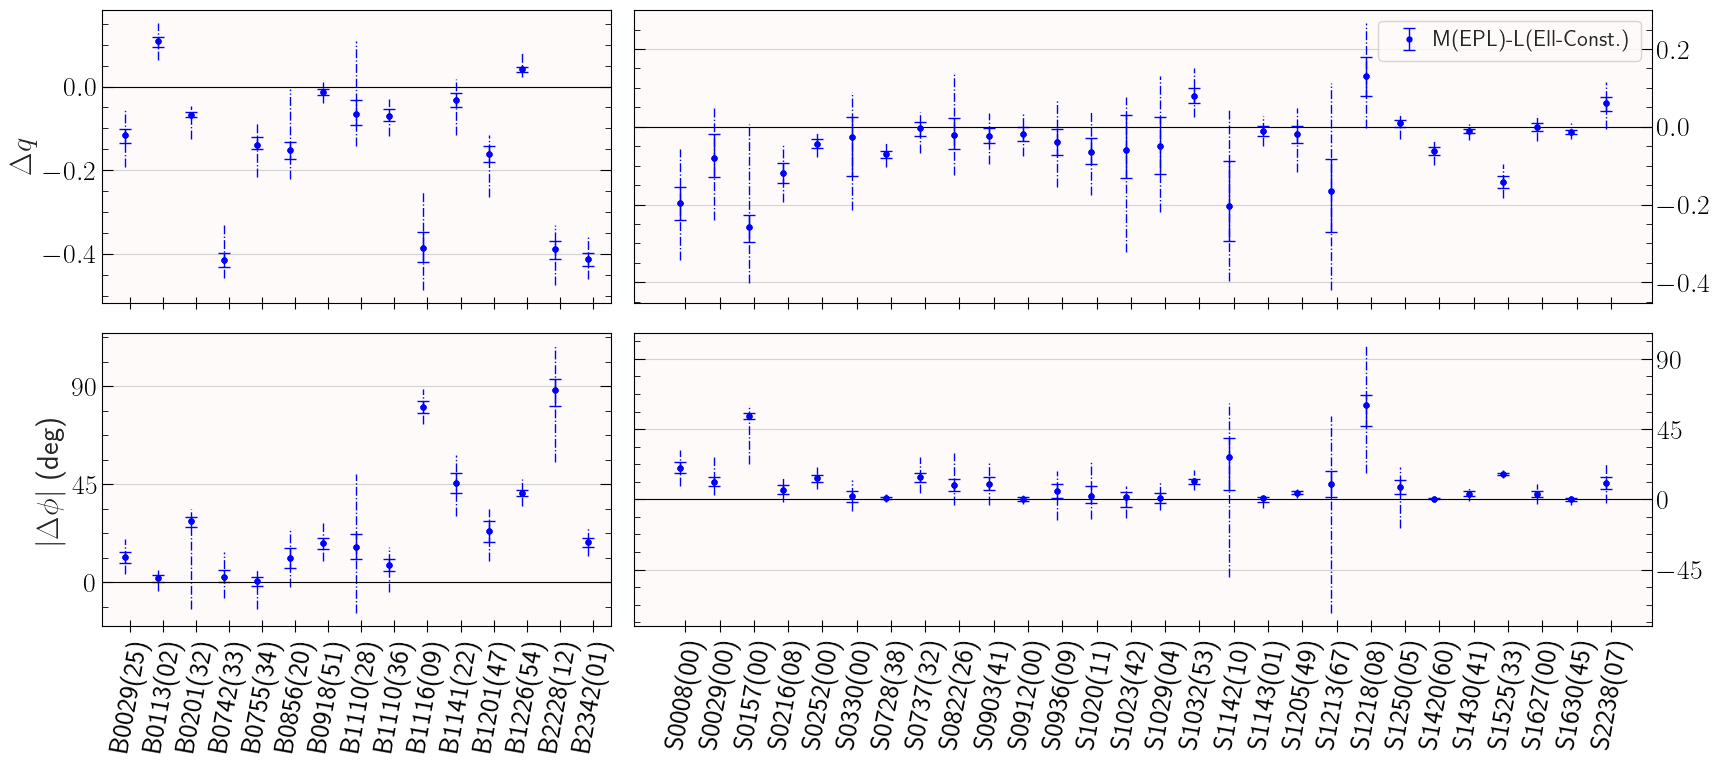 M(EPL)-L(Ell-Const.)
Δq
0.0
−0.2
−0.4
0.2
0.0
−0.2
−0.4
|Δϕ| (deg)
90
45
0
90
45
0
−45
B0029(25)
B0113(02)
B0201(32)
B0742(33)
B0755(34)
B0856(20)
B0918(51)
B1110(28)
B1110(36)
B1116(09)
B1141(22)
B1201(47)
B1226(54)
B2228(12)
B2342(01)
S0008(00)
S0029(00)
S0157(00)
S0216(08)
S0252(00)
S0330(00)
S0728(38)
S0737(32)
S0822(26)
S0903(41)
S0912(00)
S0936(09)
S1020(11)
S1023(42)
S1029(04)
S1032(53)
S1142(10)
S1143(01)
S1205(49)
S1213(67)
S1218(08)
S1250(05)
S1420(60)
S1430(41)
S1525(33)
S1627(00)
S1630(45)
S2238(07)